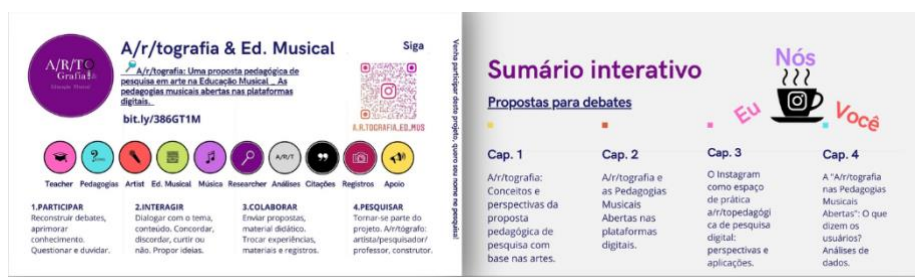 A/R/TO
Grafia
Educação Musical
A/r/tografia & Ed. Musical
Siga
A/r/tografia: Uma proposta pedagógica de
pesquisa em arte na Educação Musical _ As
pedagogias musicais abertas nas plataformas
digitais.
bit.ly/386GT1M
A.R.TOGRAFIA.ED.MUS
Venha participar deste projeto, quero seu nome na pesquisa!
A/R/T
Teacher Pedagogias Artist Ed. Musical Música Researcher Análises Citações Registros Apoio
1.PARTICIPAR
Reconstruir debates,
aprimorar
conhecimento.
Questionar e duvidar.
2.INTERAGIR
Dialogar com o tema,
conteúdo. Concordar,
discordar, curtir ou
não. Propor ideias.
3.COLABORAR
Enviar propostas,
material didático.
Trocar experiências,
materiais e registros.
4.PESQUISAR
Tornar-se parte do
projeto. A/r/tógrafo:
artista/pesquisador/
professor, construtor.
Sumário interativo
Nós
Eu
Você
Propostas para debates
Cap. 1
A/r/tografia:
Conceitos e
perspectivas da
proposta
pedagógica de
pesquisa com
base nas artes.
Cap. 2
A/r/tografia e
as Pedagogias
Musicais
Abertas nas
plataformas
digitais.
Cap. 3
O Instagram
como espaço
de prática
a/r/topedagógi
ca de pesquisa
digital:
perspectivas e
aplicações.
Cap. 4
A "A/r/tografia
nas Pedagogias
Musicais
Abertas": O que
dizem os
usuários?
Análises de
dados.